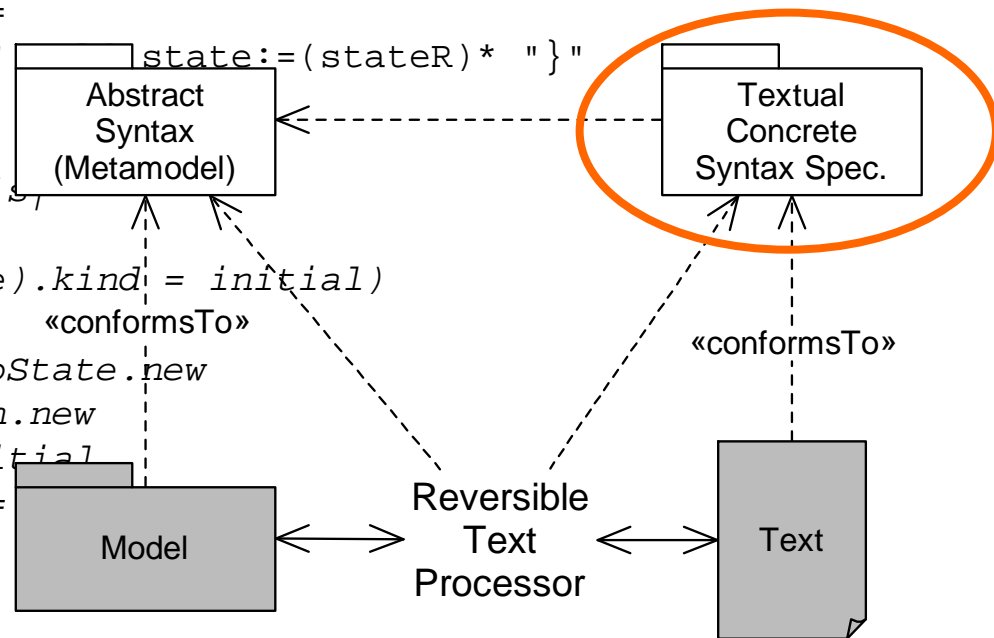 =
state:=(stateR)* "}"
Abstract
Syntax
(Metamodel)
Textual
Concrete
Syntax Spec.
).kind = initial)
«conformsTo»
«conformsTo»
State.new
.new
Reversible
Text
Processor
=
Model
Text